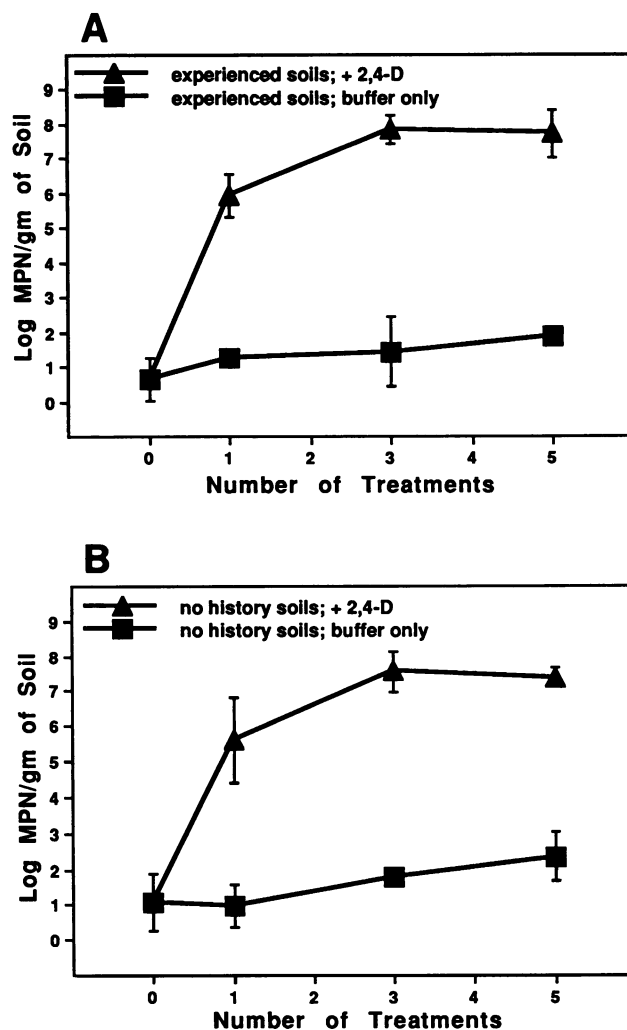 A
experienced soils; + 2,4-D
experienced soils; buffer only
Log MPN/gm of Soil
9
8
7
6
5
4
3
2
1
0
0 1 2 3 4 5
Number of Treatments
B
no history soils; + 2,4-D
no history soils; buffer only
Log MPN/gm of Soil
9
8
7
6
5
4
3
2
1
0
0 1 2 3 4 5
Number of Treatments